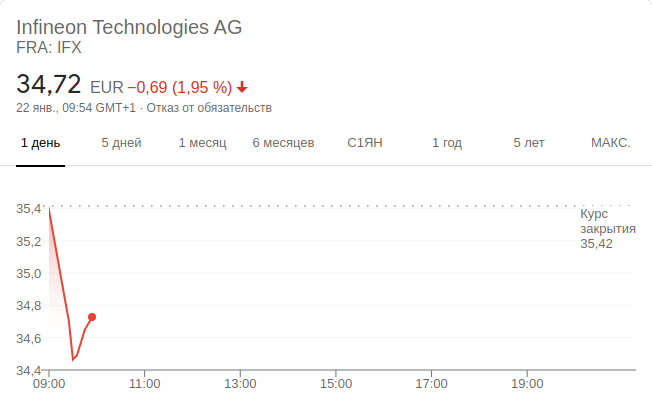 Infineon Technologies AG
FRA: IFX
34,72 EUR −0,69 (1,95 %)
22 янв., 09:54 GMT+1 · Отказ от обязательств
1 день 5 дней 1 месяц 6 месяцев С1ЯН 1 год 5 лет МАКС.
35,4
Курс
закрытия
35,42
35,2
35,0
34,8
34,6
34,4
09:00 11:00 13:00 15:00 17:00 19:00